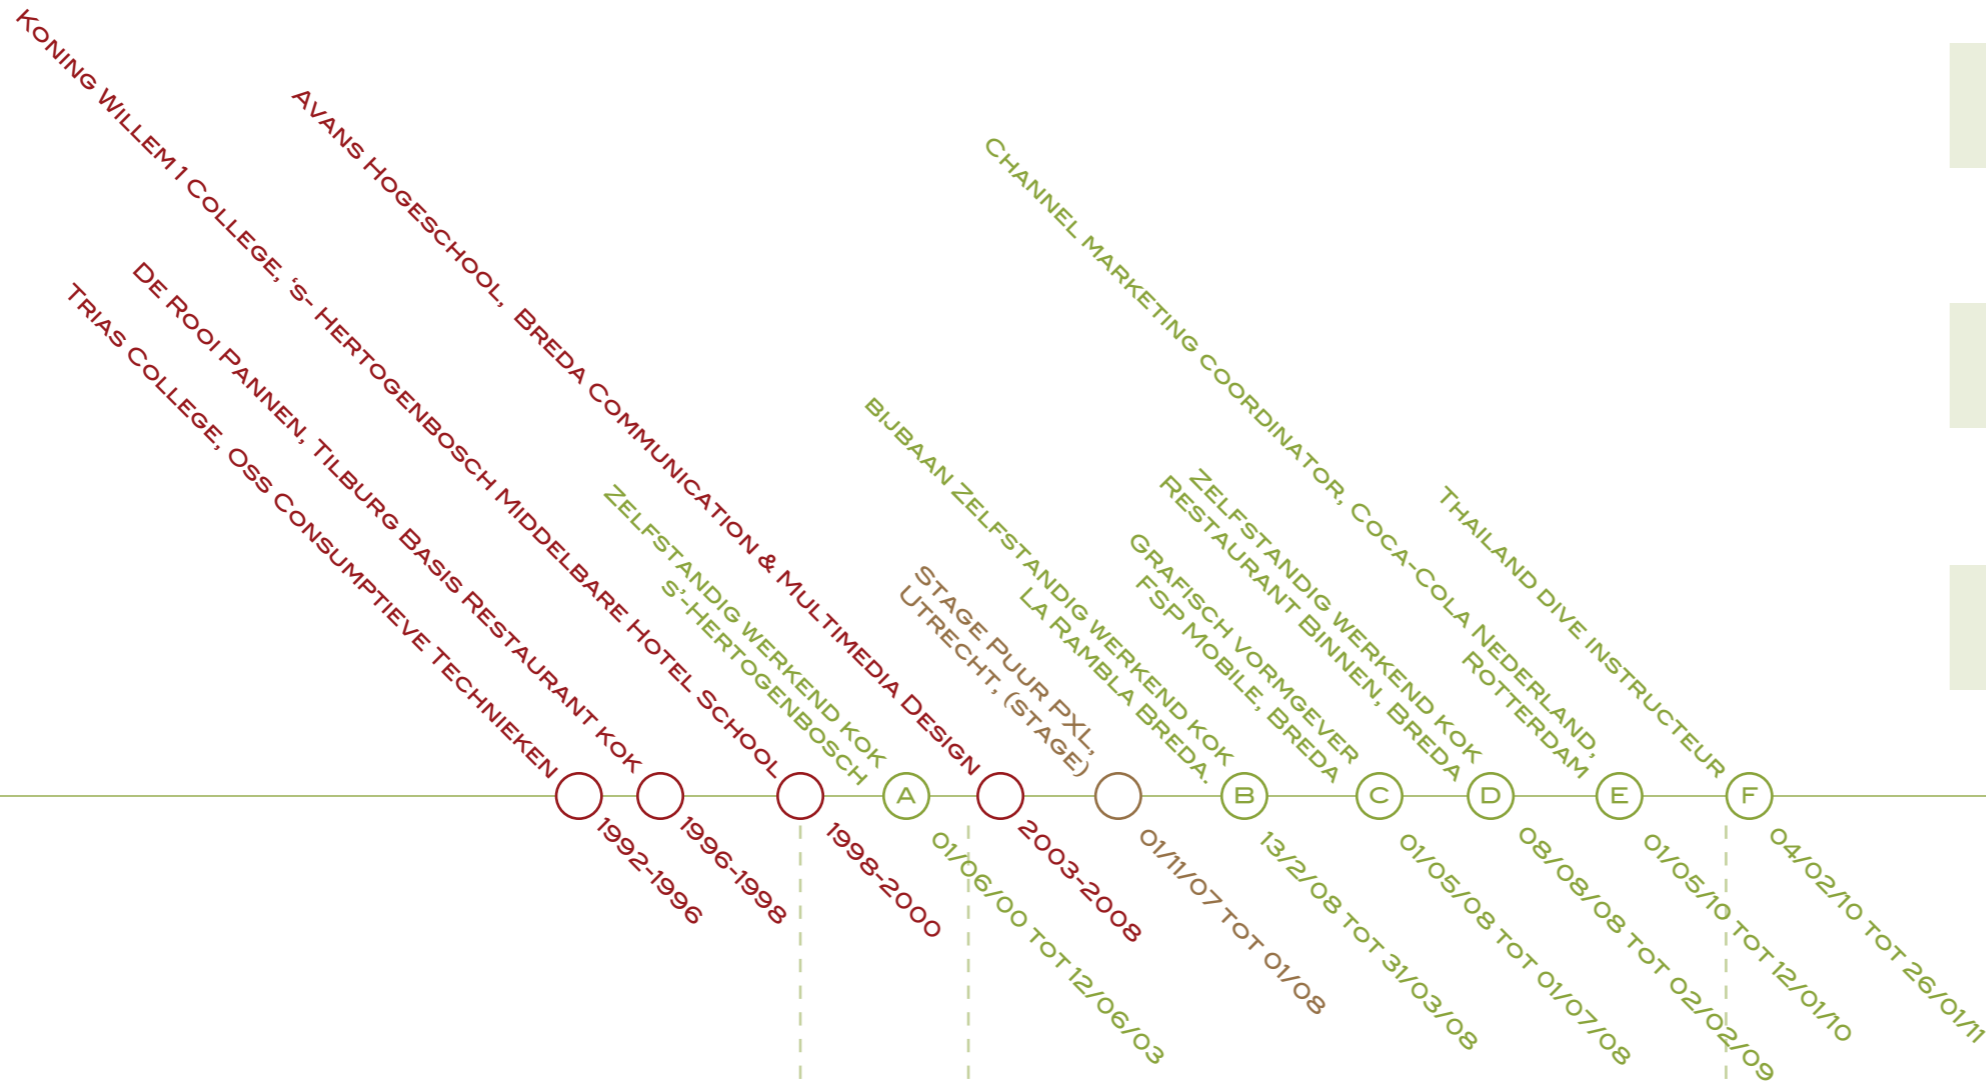 Koning Willem 1 College, ‘s- Hertogenbosch Middelbare Hotel School
1998-2000
Trias College, Oss Consumptieve Technieken
1992-1996
De Rooi Pannen, Tilburg Basis Restaurant kok
1996-1998
Zelfstandig werkend kok
s’-Hertogenbosch
A
01/06/00 tot 12/06/03
Avans Hogeschool, Breda Communication & Multimedia Design
2003-2008
Stage Puur PXL,
Utrecht, (stage)
01/11/07 tot 01/08
Bijbaan Zelfstandig werkend kok
La Rambla Breda.
B
13/2/08 tot 31/03/08
Grafisch vormgever
FSP Mobile, Breda
C
01/05/08 tot 01/07/08
Zelfstandig werkend kok
Restaurant Binnen, Breda
D
08/08/08 tot 02/02/09
Channel marketing coordinator, Coca-Cola Nederland,
Rotterdam
E
01/05/10 tot 12/01/10
Thailand dive instructeur
F
04/02/10 tot 26/01/11